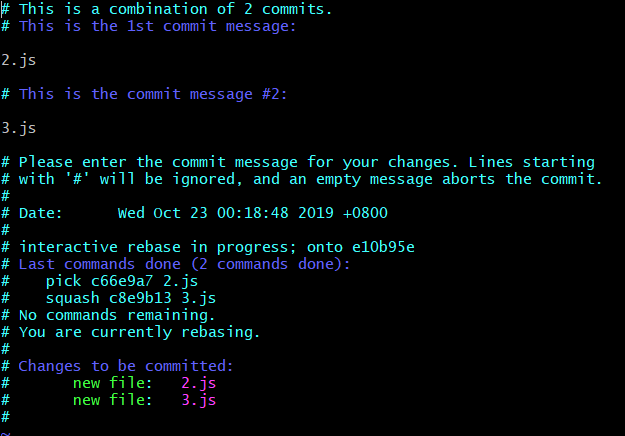 # This is a combination of 2 commits.
# This is the 1st commit message:

2.js

# This is the commit message #2:

3.js

# Please enter the commit message for your changes. Lines starting
# with '#' will be ignored, and an empty message aborts the commit.
#
# Date:      Wed Oct 23 00:18:48 2019 +0800
#
# interactive rebase in progress; onto e10b95e
# Last commands done (2 commands done):
#    pick c66e9a7 2.js
#    squash c8e9b13 3.js
# No commands remaining.
# You are currently rebasing.
#
# Changes to be committed:
#       new file:   2.js
#       new file:   3.js
#
~